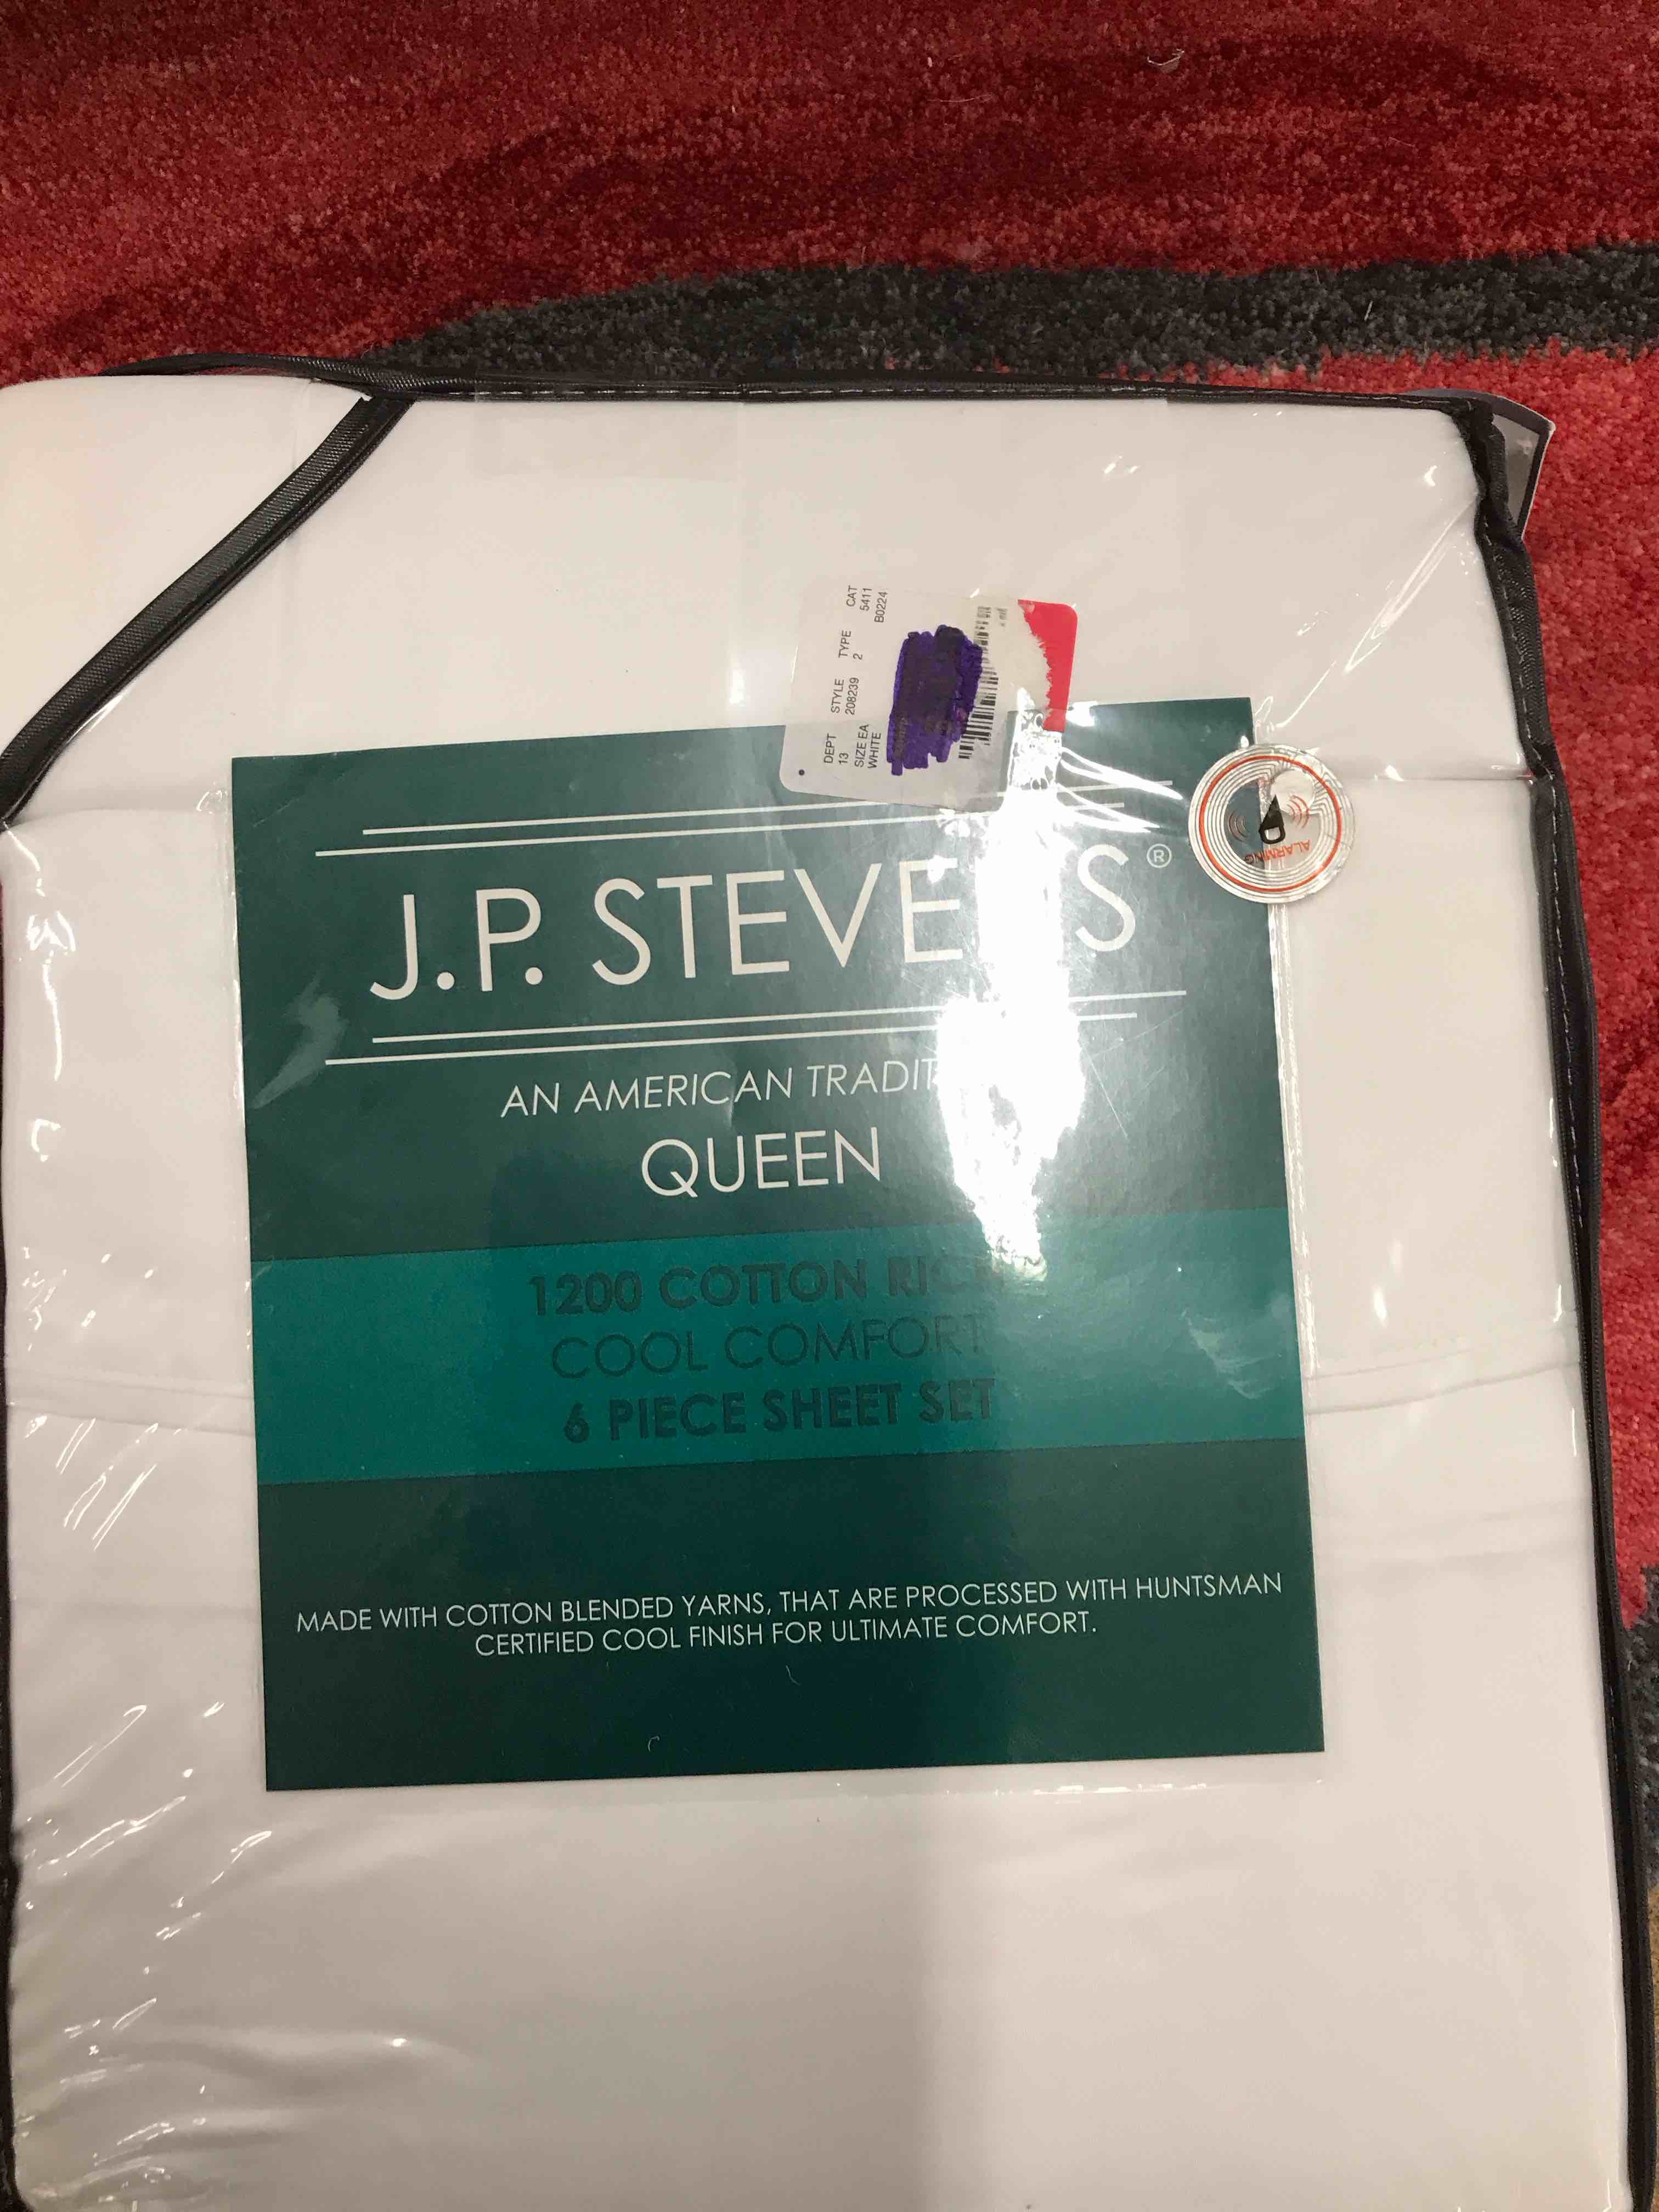 DEPT STYLE TYPE CAT
13 208239 2 5411
SIZE EA B0224
WHITE
ALARMING
J.P. STEVE S®
AN AMERICAN
QUEEN
1200 COTTON RICH
COOL COMFORT
6 PIECE SHEET SET
MADE WITH COTTON BLENDED YARNS, THAT ARE PROCESSED WITH HUNTSMAN
CERTIFIED COOL FINISH FOR ULTIMATE COMFORT.